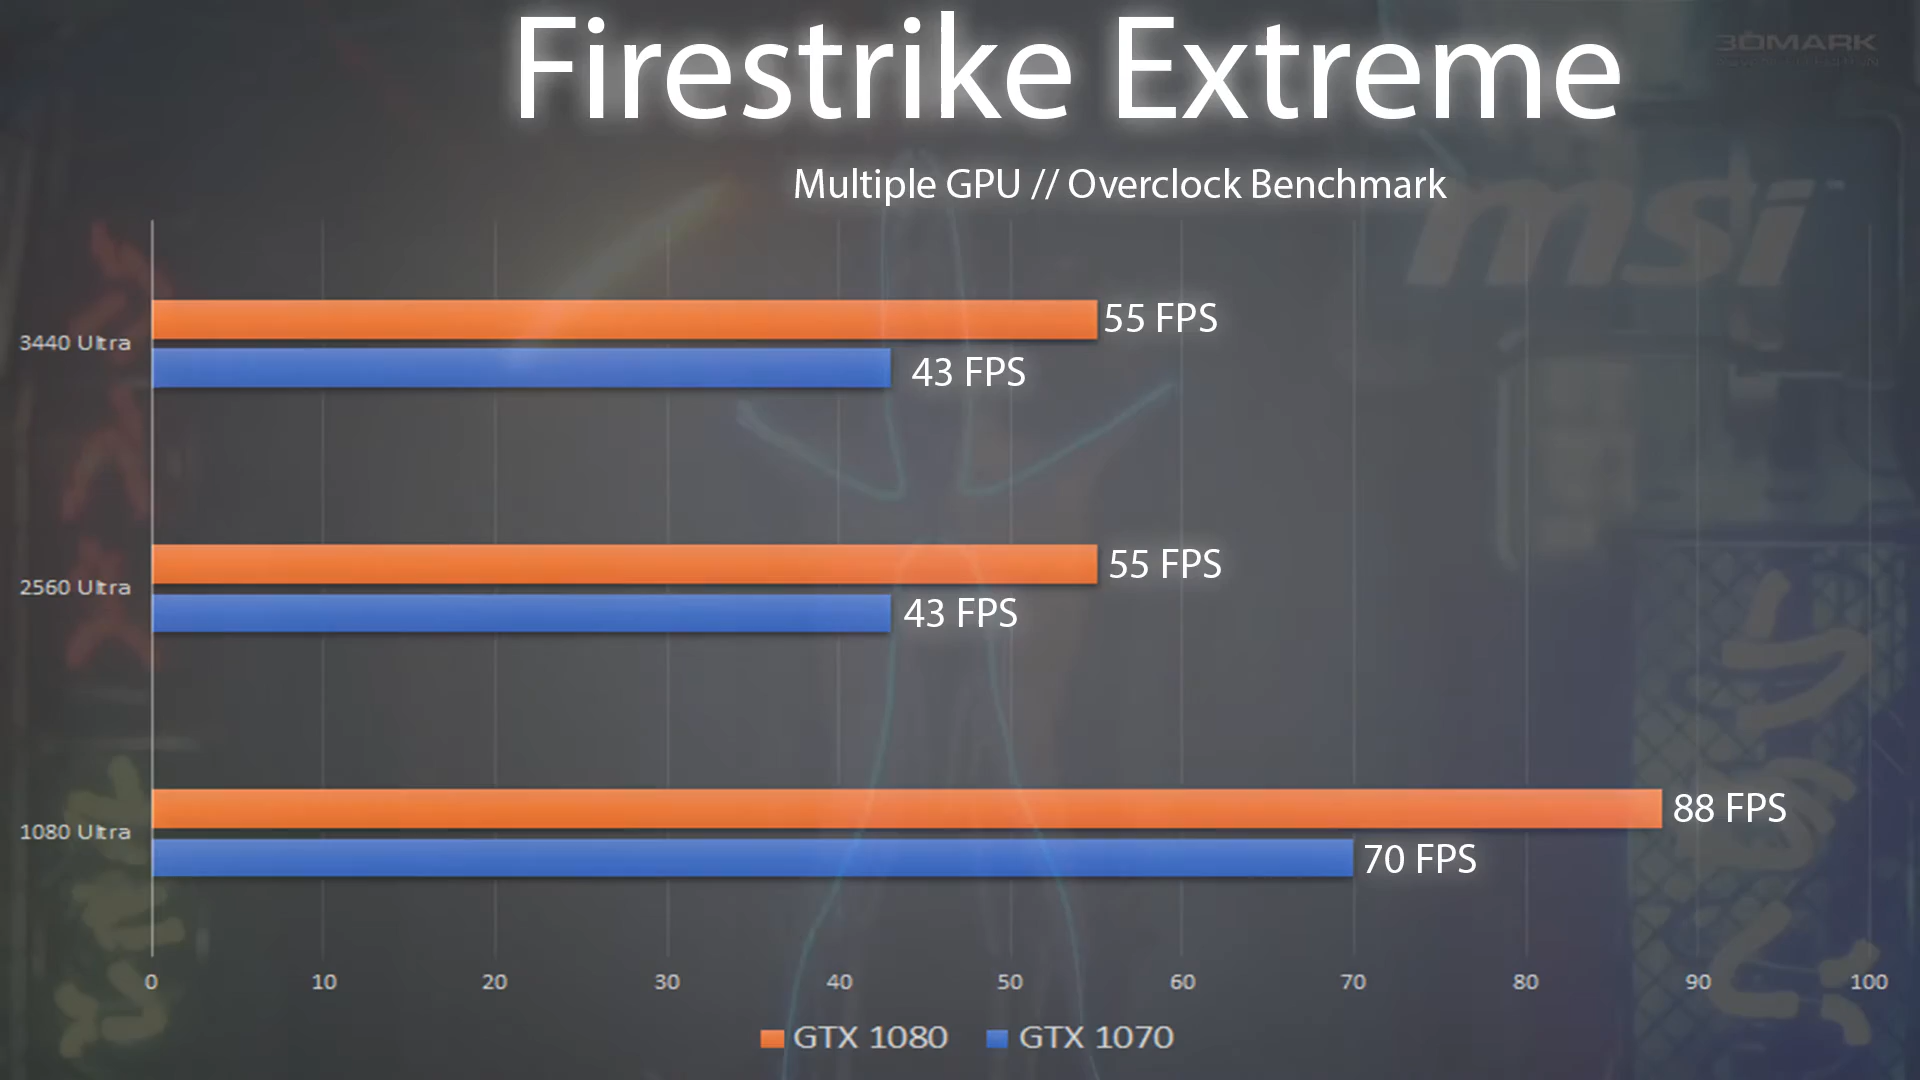 Firestrike Extreme
3DMARK
Multiple GPU // Overclock Benchmark
msi
3440 Ultra
55 FPS
43 FPS
2560 Ultra
55 FPS
43 FPS
1080 Ultra
88 FPS
70 FPS
0 10 20 30 40 50 60 70 80 90 100
GTX 1080 GTX 1070